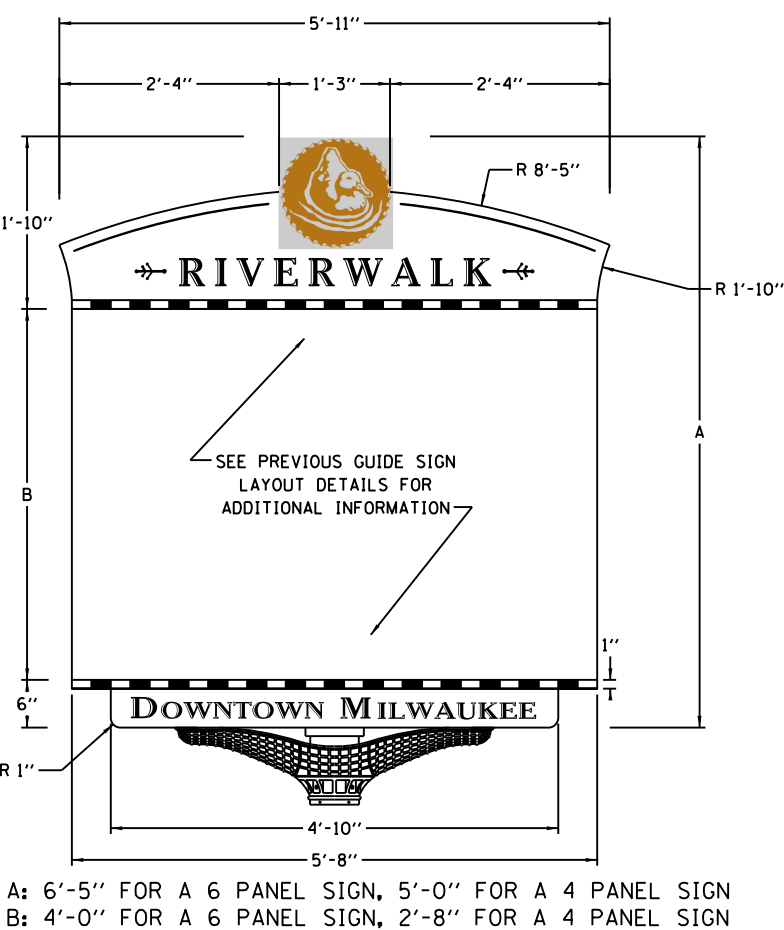 5'-11"
2'-4" 1'-3" 2'-4"
R 8'-5"
1'-10"
RIVERWALK
R 1'-10"
A
SEE PREVIOUS GUIDE SIGN
LAYOUT DETAILS FOR
ADDITIONAL INFORMATION
B
1"
6"
DOWNTOWN MILWAUKEE
R 1"
4'-10"
5'-8"
A: 6'-5" FOR A 6 PANEL SIGN, 5'-0" FOR A 4 PANEL SIGN
B: 4'-0" FOR A 6 PANEL SIGN, 2'-8" FOR A 4 PANEL SIGN